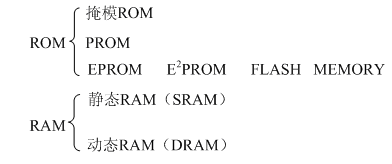 掩模ROM
ROM
PROM
EPROM E²PROM FLASH MEMORY
静态RAM（SRAM）
RAM
动态RAM（DRAM）